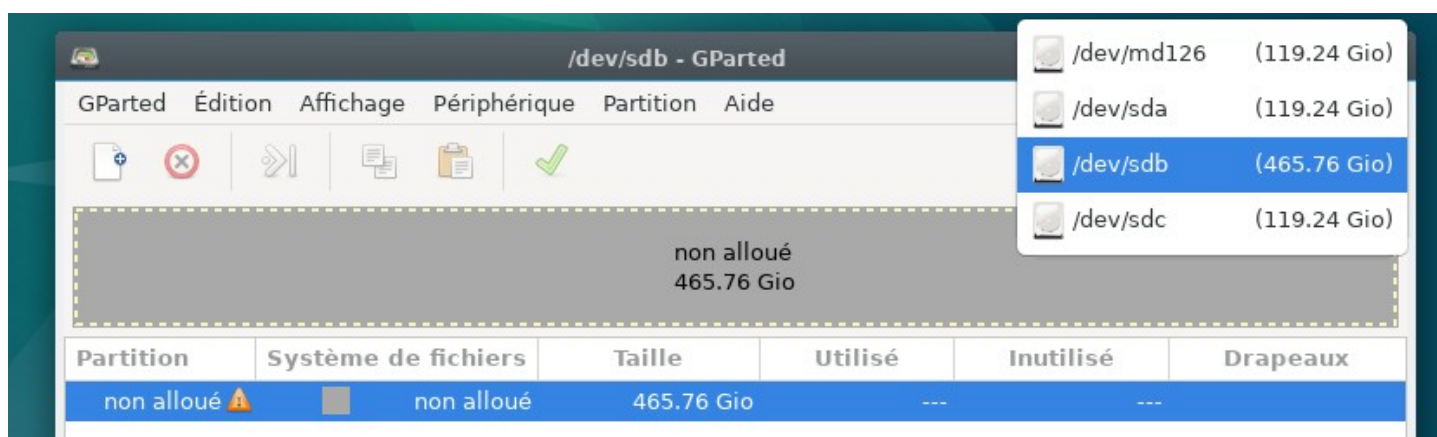 /dev/sdb - GParted
/dev/md126 (119.24 Gio)
/dev/sda (119.24 Gio)
/dev/sdb (465.76 Gio)
/dev/sdc (119.24 Gio)
GParted Édition Affichage Périphérique Partition Aide
non alloué
465.76 Gio
Partition Système de fichiers Taille Utilisé Inutilisé Drapeaux
non alloué non alloué 465.76 Gio --- ---